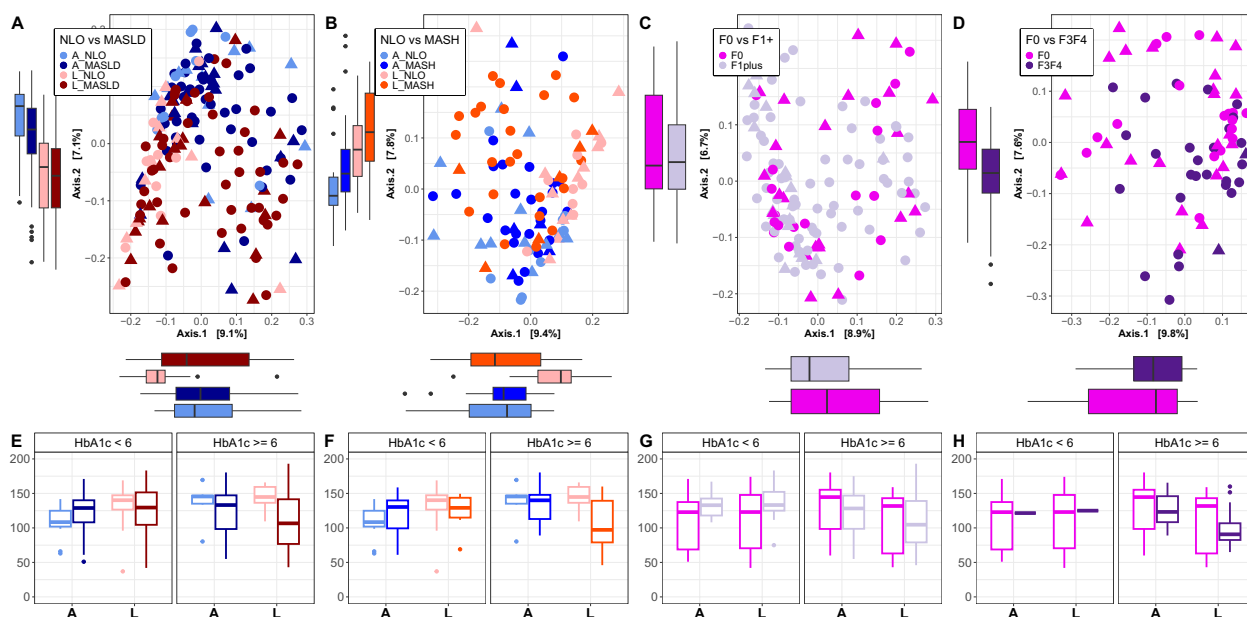 A
NLO vs MASLD
A_NLO
A_MASLD
L_NLO
L_MASLD
0.3
0.0
−0.1
−0.2
Axis.2 [7.1%]
−0.2 −0.1 0.0 0.1 0.2 0.3
Axis.1 [9.1%]
B
NLO vs MASH
A_NLO
A_MASH
L_NLO
L_MASH
0.0
−0.1
−0.2
Axis.2 [7.8%]
−0.2 0.0 0.2
Axis.1 [9.4%]
C
F0 vs F1+
F0
F1plus
0.2
0.1
0.0
−0.1
−0.2
Axis.2 [6.7%]
−0.2 −0.1 0.0 0.1 0.2 0.3
Axis.1 [8.9%]
D
F0 vs F3F4
F0
F3F4
0.0
−0.1
−0.2
−0.3
Axis.2 [7.6%]
−0.3 −0.2 −0.1 0.0 0.1
Axis.1 [9.8%]
E
HbA1c < 6 HbA1c >= 6
200
150
100
50
0
A L A L
F
HbA1c < 6 HbA1c >= 6
200
150
100
50
0
A L A L
G
HbA1c < 6 HbA1c >= 6
200
150
100
50
0
A L A L
H
HbA1c < 6 HbA1c >= 6
200
150
100
50
0
A L A L